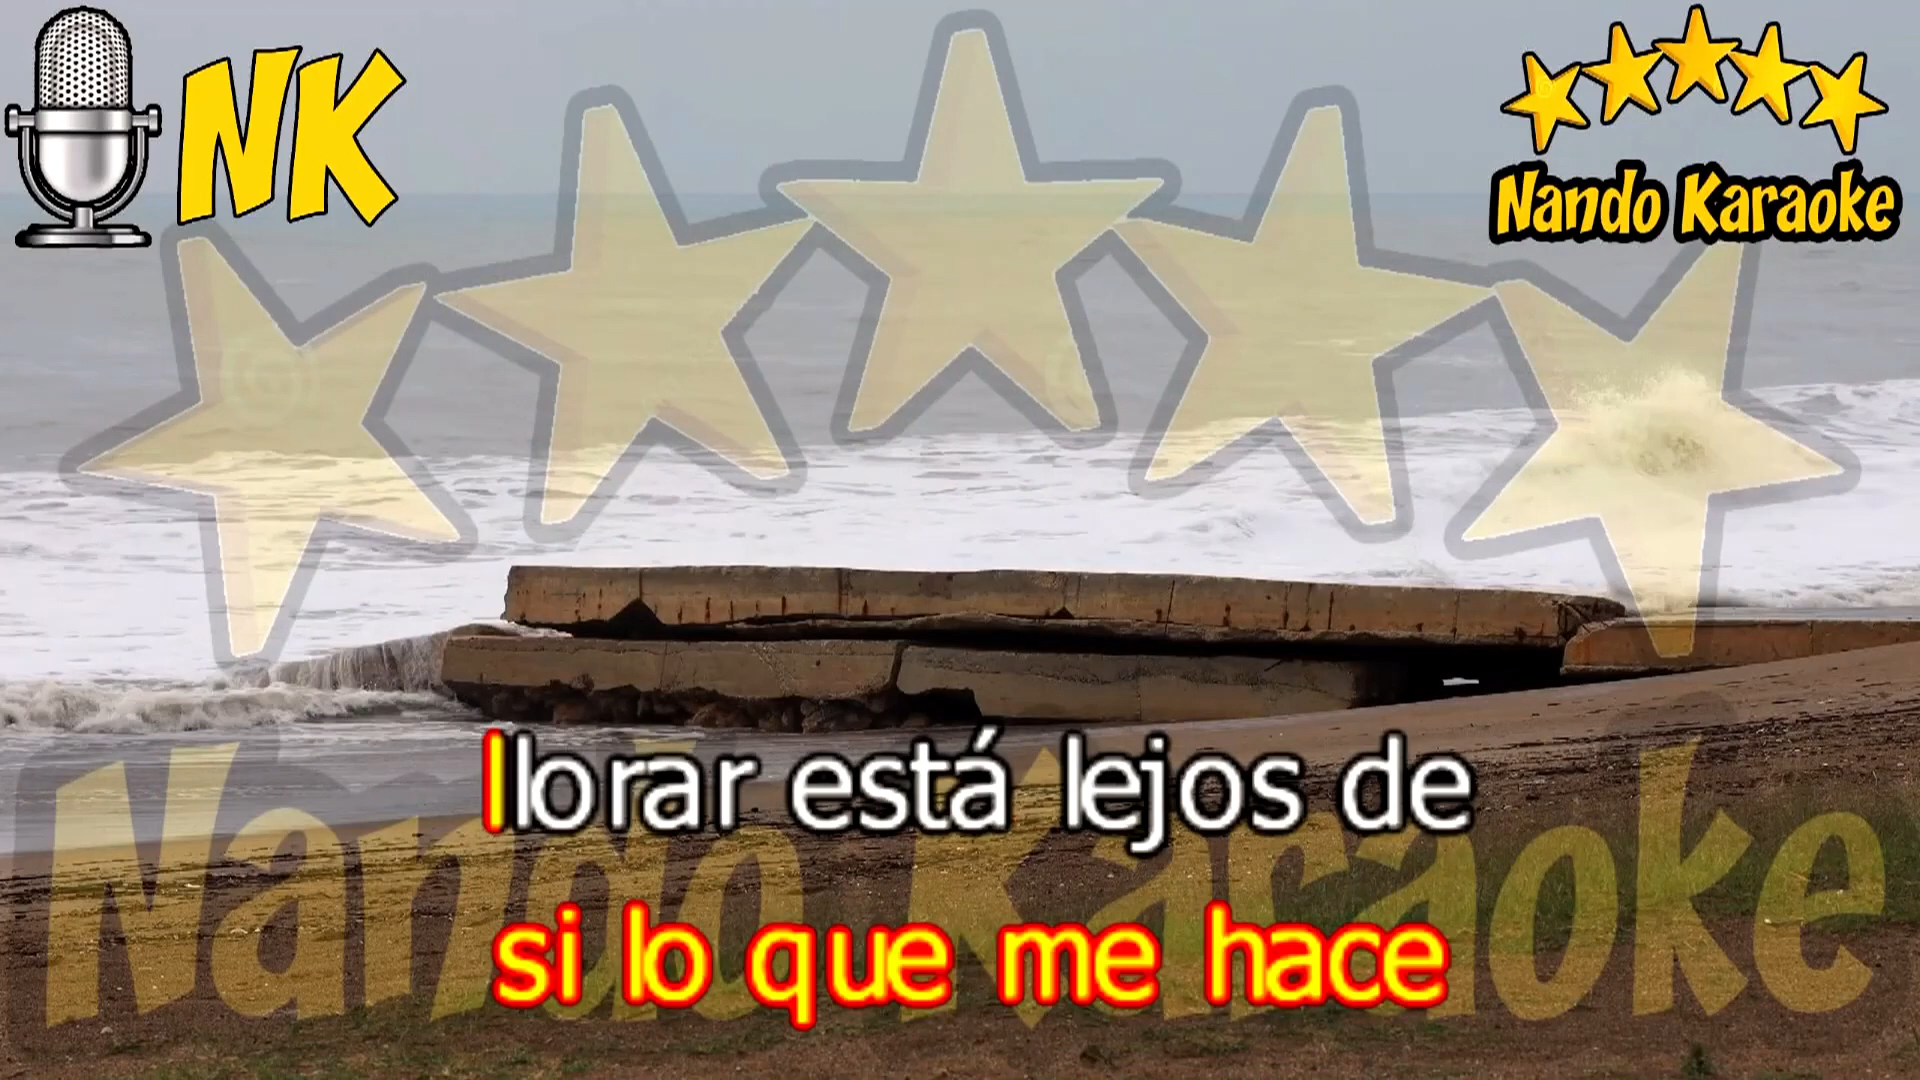 NK
Nando Karaoke
Nando Karaoke
llorar está lejos de
si lo que me hace